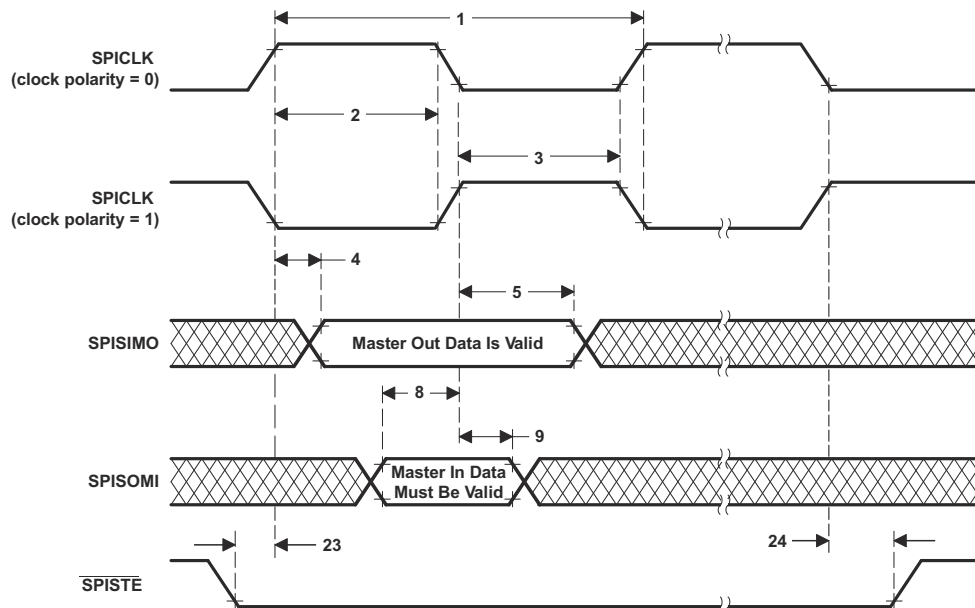 1
SPICLK
(clock polarity = 0)
2
3
SPICLK
(clock polarity = 1)
4
5
SPISIMO
Master Out Data Is Valid
8
9
SPISOMI
Master In Data
Must Be Valid
23
24
SPISTE